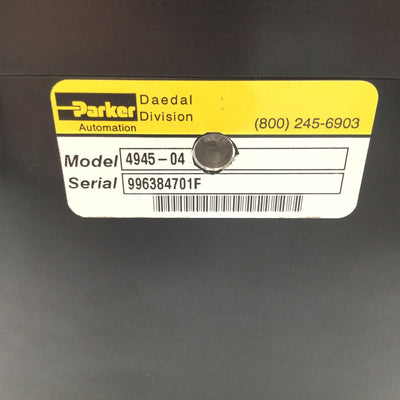 Parker
Automation
Daedal
Division
(800) 245-6903
Model 4945-04
Serial 996384701F